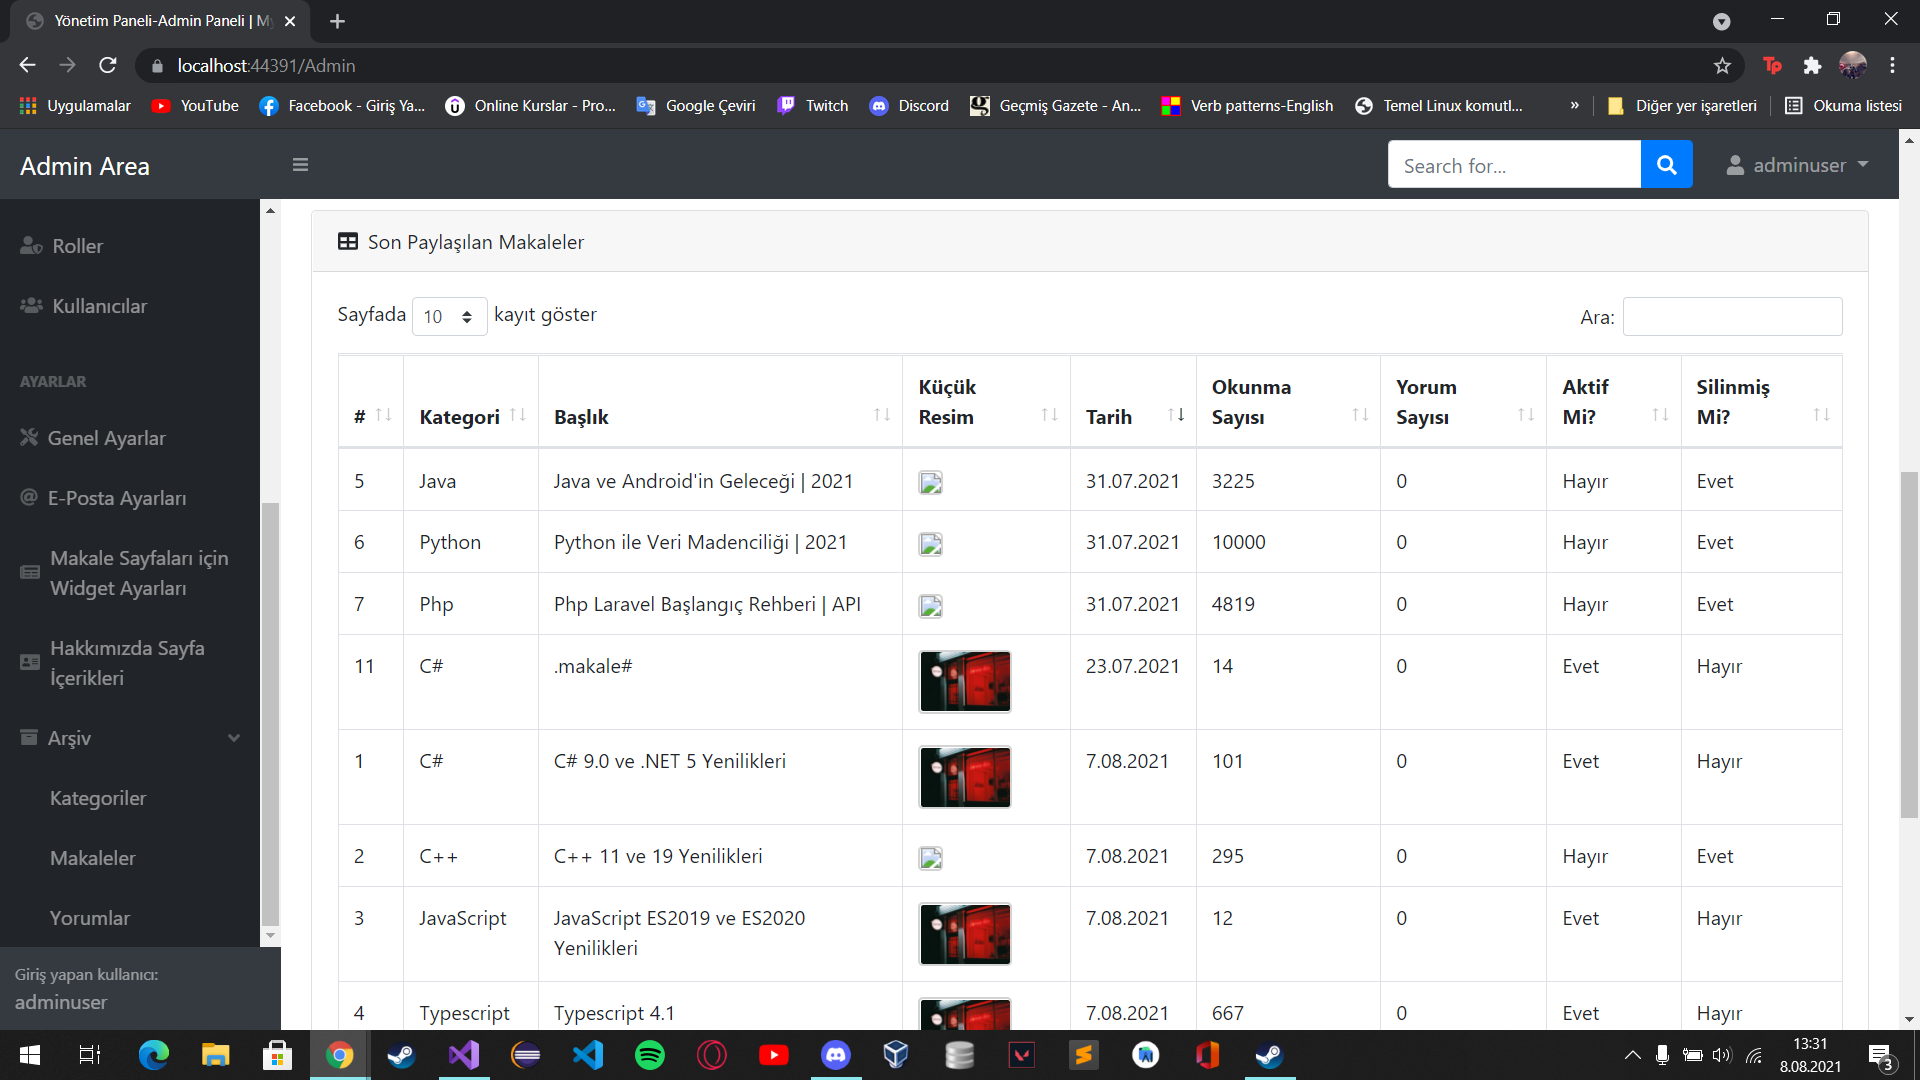 Yönetim Paneli-Admin Paneli | My
localhost:44391/Admin
Uygulamalar
YouTube
Facebook - Giriş Ya...
Online Kurslar - Pro...
Google Çeviri
Twitch
Discord
Geçmiş Gazete - An...
Verb patterns-English
Temel Linux komutl...
»
Diğer yer işaretleri
Okuma listesi
Admin Area
Search for...
adminuser
Roller
Kullanıcılar
AYARLAR
Genel Ayarlar
E-Posta Ayarları
Makale Sayfaları için
Widget Ayarları
Hakkımızda Sayfa
İçerikleri
Arşiv
Kategoriler
Makaleler
Yorumlar
Giriş yapan kullanıcı:
adminuser
Son Paylaşılan Makaleler
Sayfada 10 kayıt göster
Ara:
# Kategori Başlık Küçük Resim Tarih Okunma Sayısı Yorum Sayısı Aktif Mi? Silinmiş Mi?
5 Java Java ve Android'in Geleceği | 2021 31.07.2021 3225 0 Hayır Evet
6 Python Python ile Veri Madenciliği | 2021 31.07.2021 10000 0 Hayır Evet
7 Php Php Laravel Başlangıç Rehberi | API 31.07.2021 4819 0 Hayır Evet
11 C# .makale# 23.07.2021 14 0 Evet Hayır
1 C# C# 9.0 ve .NET 5 Yenilikleri 7.08.2021 101 0 Evet Hayır
2 C++ C++ 11 ve 19 Yenilikleri 7.08.2021 295 0 Hayır Evet
3 JavaScript JavaScript ES2019 ve ES2020 7.08.2021 12 0 Evet Hayır
Yenilikleri
4 Typescript Typescript 4.1 7.08.2021 667 0 Evet Hayır
13:31
8.08.2021
3